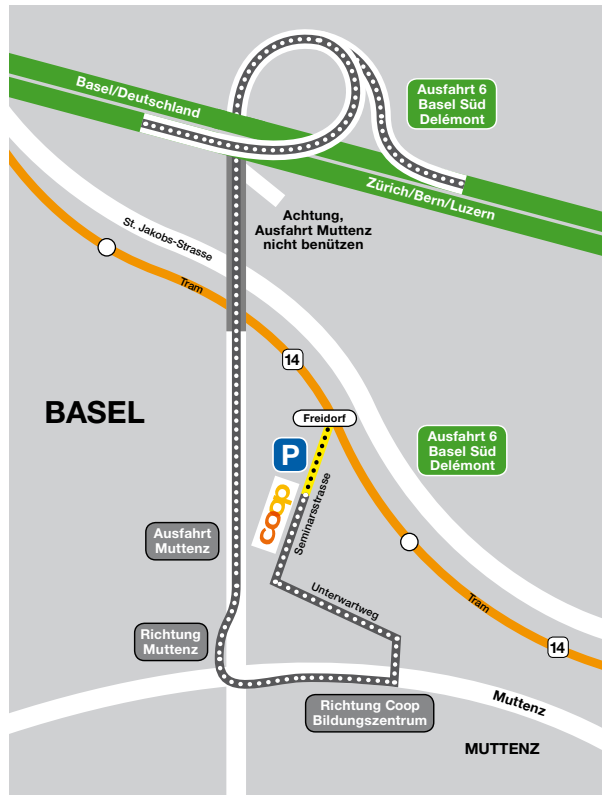 Basel/Deutschland
Ausfahrt 6
Basel Süd
Delémont
Zürich/Bern/Luzern
Achtung,
Ausfahrt Muttenz
nicht benützen
St. Jakobs-Strasse
Tram
14
BASEL
Freidorf
P
Ausfahrt 6
Basel Süd
Delémont
coop
Seminarsstrasse
Ausfahrt
Muttenz
Unterwartweg
Tram
Richtung
Muttenz
14
Richtung Coop
Bildungszentrum
Muttenz
MUTTENZ